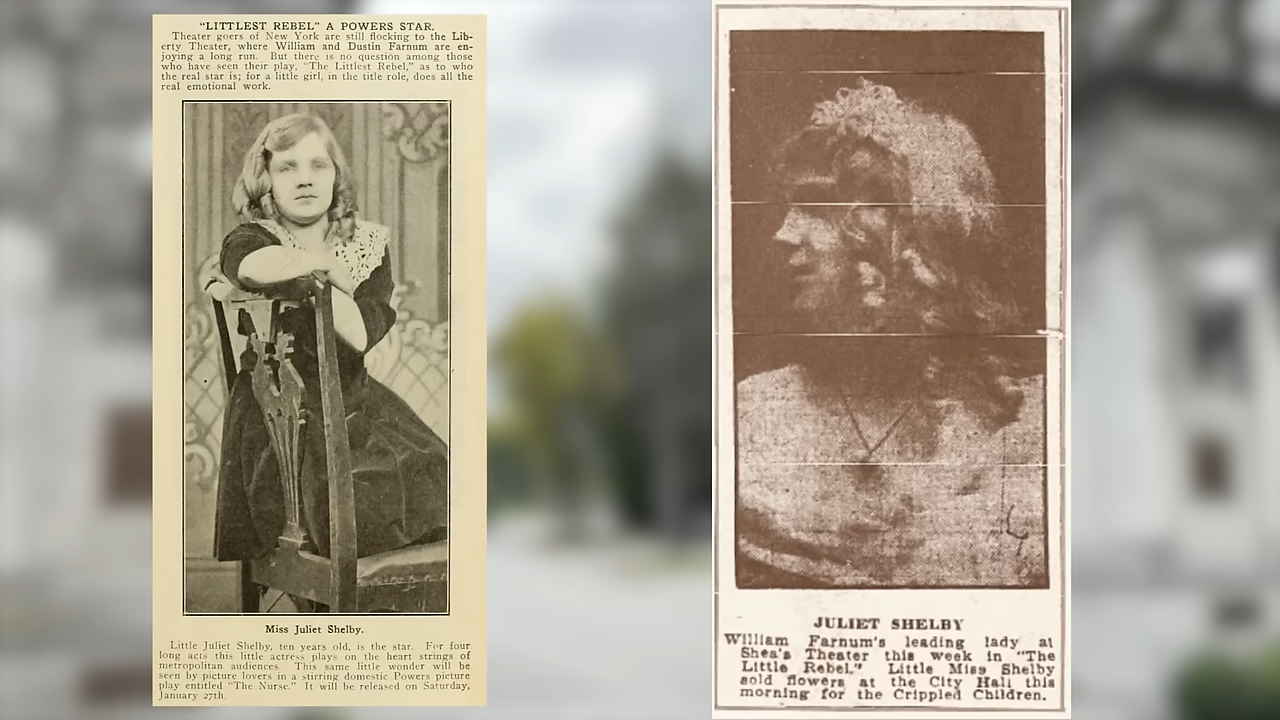 "LITTLEST REBEL" A POWERS STAR.
Theater goers of New York are still flocking to the Lib-
erty Theater, where William and Dustin Farnum are en-
joying a long run. But there is no question among those
who have seen their play, "The Littlest Rebel," as to who
the real star is; for a little girl, in the title role, does all the
real emotional work.
Miss Juliet Shelby.
Little Juliet Shelby, ten years old, is the star. For four
long acts this little actress plays on the heart strings of
metropolitan audiences. This same little wonder will be
seen by picture lovers in a stirring domestic Powers picture
play entitled "The Nurse." It will be released on Saturday,
January 27th.
JULIET SHELBY
William Farnum's leading lady at
Shea's Theater this week in "The
Little Rebel." Little Miss Shelby
sold flowers at the City Hall this
morning for the Crippled Children.